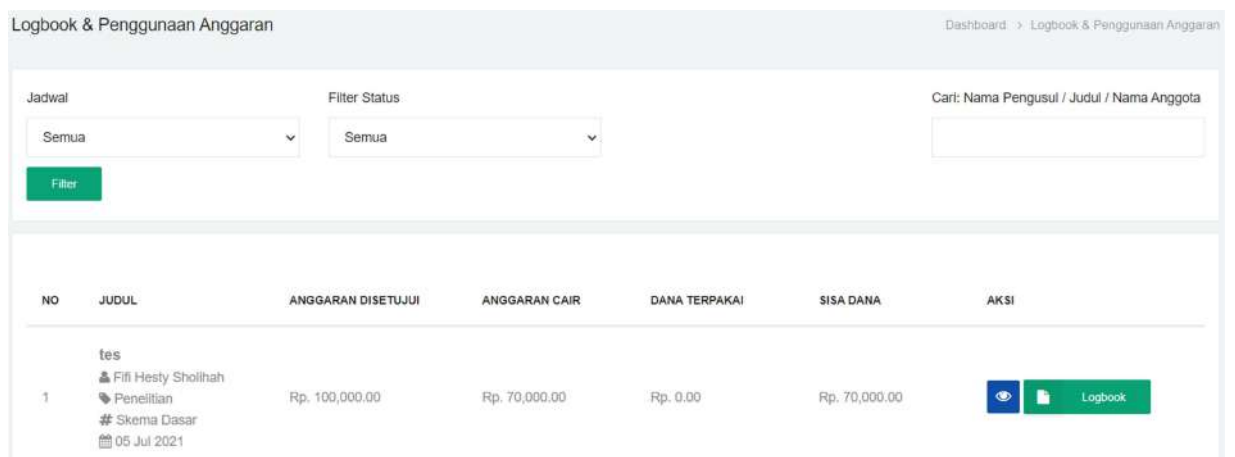 Logbook & Penggunaan Anggaran
Dashboard > Logbook & Penggunaan Anggaran
Jadwal
Filter Status
Cari: Nama Pengusul / Judul / Nama Anggota
Semua
Semua
Filter
NO JUDUL ANGGARAN DISETUJUI ANGGARAN CAIR DANA TERPAKAI SISA DANA AKSI
tes
Fifi Hesty Sholihah
1 Penelitian Rp. 100,000.00 Rp. 70,000.00 Rp. 0.00 Rp. 70,000.00 Logbook
# Skema Dasar
05 Jul 2021